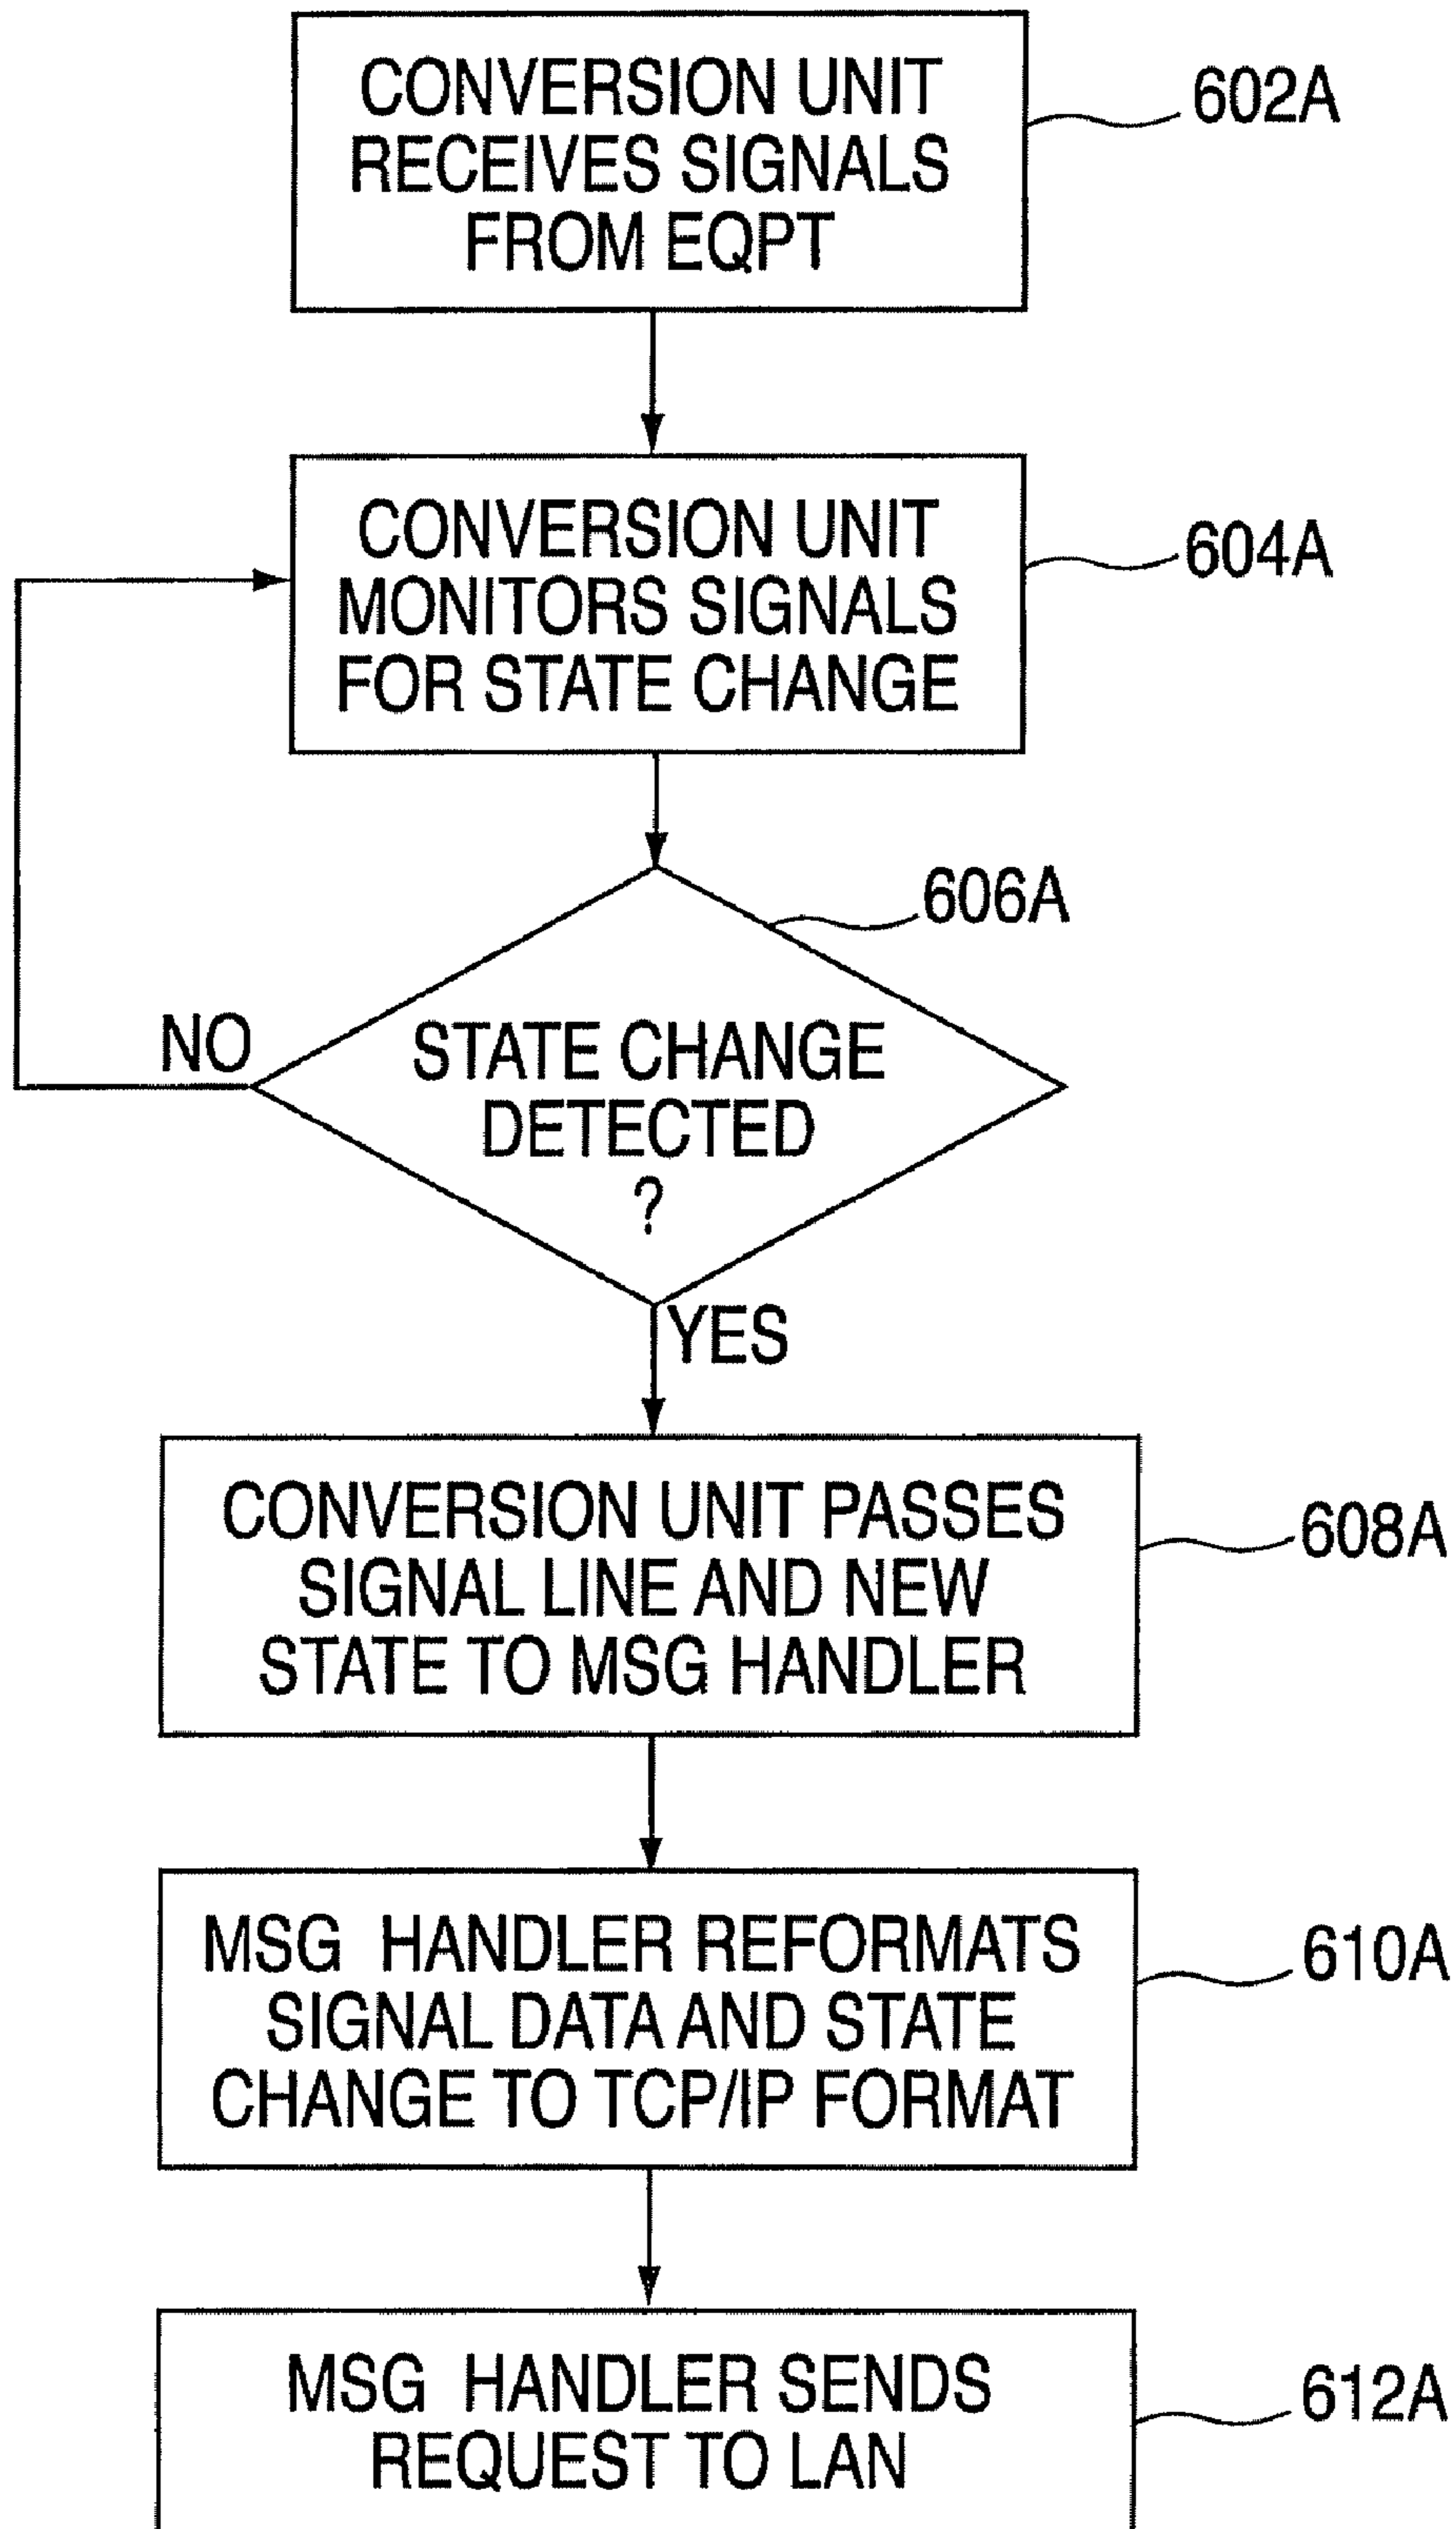 CONVERSION UNIT
RECEIVES SIGNALS
FROM EQPT
602A
CONVERSION UNIT
MONITORS SIGNALS
FOR STATE CHANGE
604A
606A
NO
STATE CHANGE
DETECTED
?
YES
CONVERSION UNIT PASSES
SIGNAL LINE AND NEW
STATE TO MSG HANDLER
608A
MSG HANDLER REFORMATS
SIGNAL DATA AND STATE
CHANGE TO TCP/IP FORMAT
610A
MSG HANDLER SENDS
REQUEST TO LAN
612A